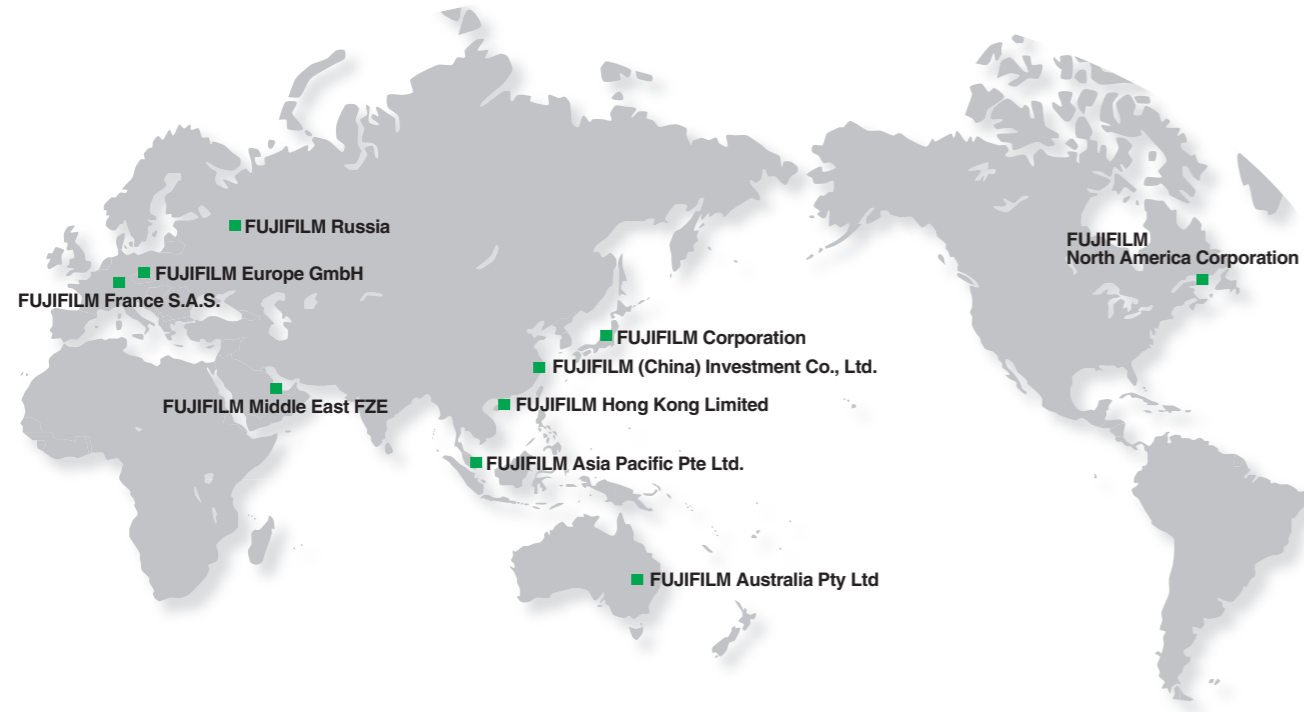 FUJIFILM Russia
FUJIFILM
North America Corporation
FUJIFILM Europe GmbH
FUJIFILM France S.A.S.
FUJIFILM Corporation
FUJIFILM (China) Investment Co., Ltd.
FUJIFILM Middle East FZE
FUJIFILM Hong Kong Limited
FUJIFILM Asia Pacific Pte Ltd.
FUJIFILM Australia Pty Ltd